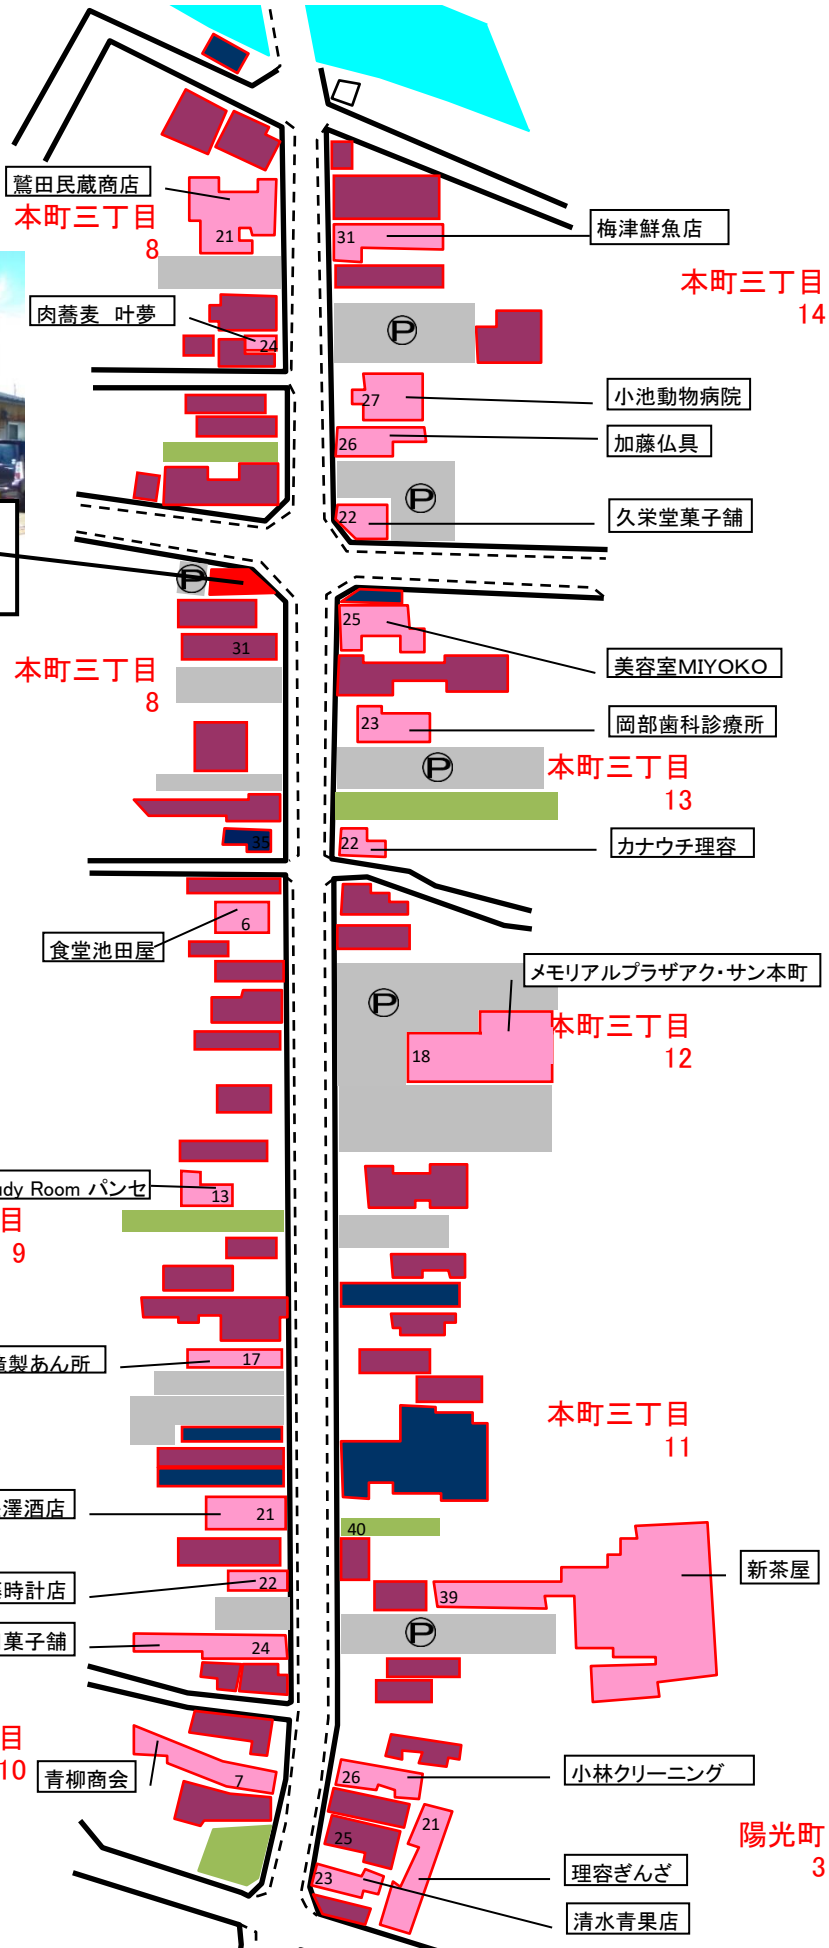 鷲田民蔵商店
本町三丁目
8
21
31
梅津鮮魚店
本町三丁目
14
肉蕎麦 叶夢
24
P
27
小池動物病院
26
加藤仏具
P
22
久栄堂菓子舗
P
25
31
本町三丁目
8
美容室MIYOKO
23
岡部歯科診療所
P
本町三丁目
13
35
22
カナウチ理容
6
食堂池田屋
メモリアルプラザアク・サン本町
P
本町三丁目
12
18
udy Room パンセ
13
目
9
製あん所
17
本町三丁目
11
澤酒店
21
40
新茶屋
時計店
22
39
菓子舗
24
P
目
10
青柳商会
7
26
小林クリーニング
21
25
陽光町
3
23
理容ぎんざ
清水青果店